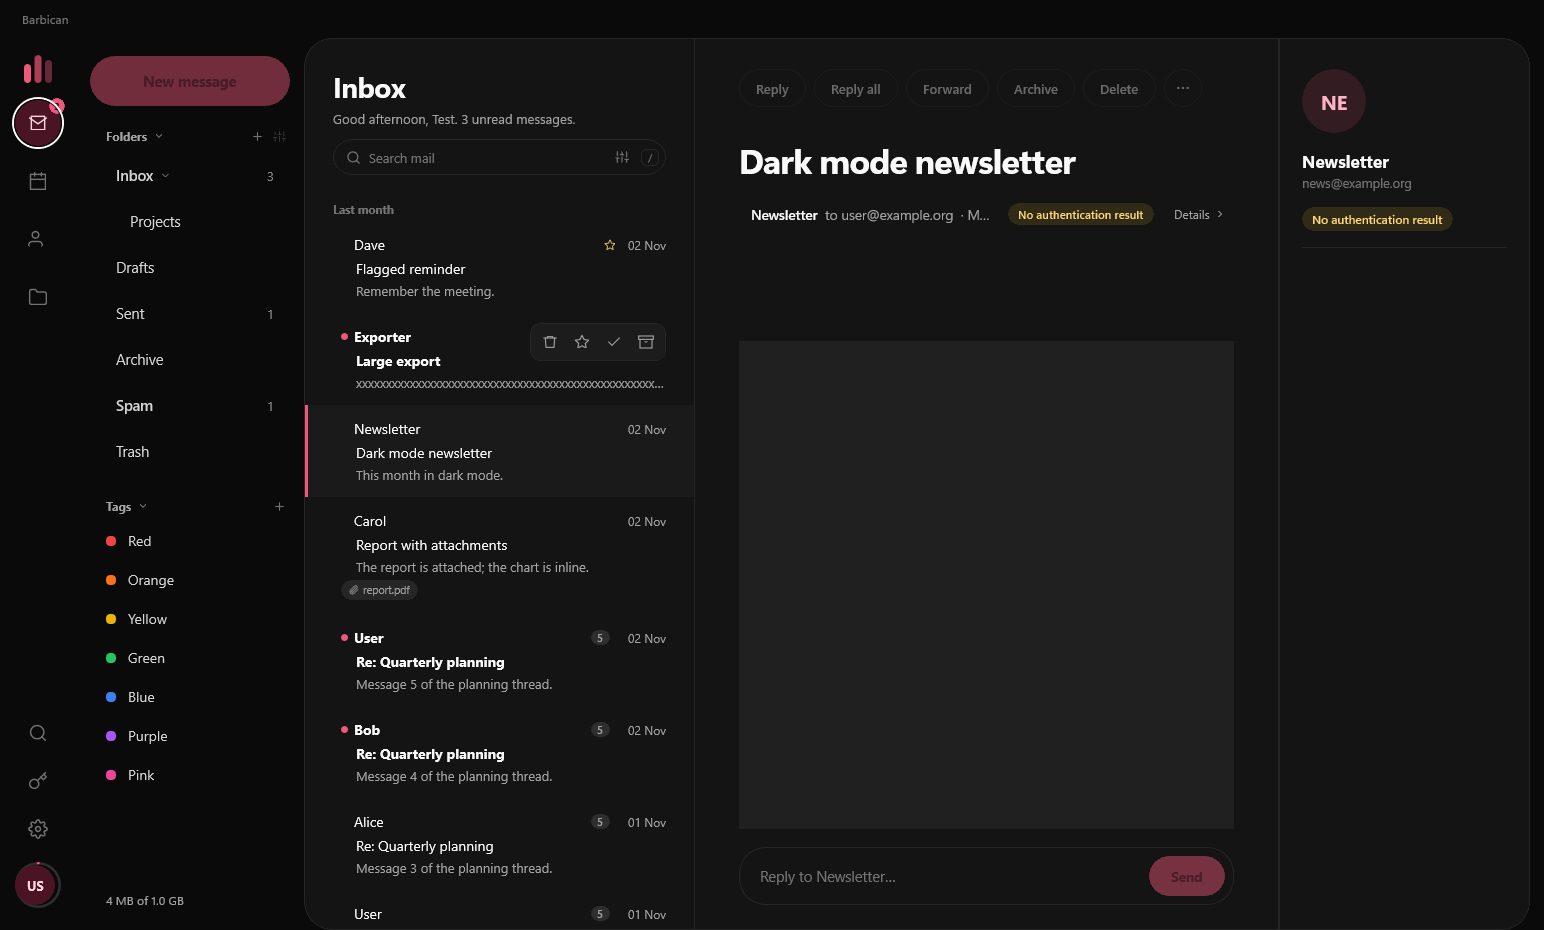 Barbican
New message
Folders
Inbox 3
Projects
Drafts
Sent 1
Archive
Spam 1
Trash
Tags
Red
Orange
Yellow
Green
Blue
Purple
Pink
US
4 MB of 1.0 GB
Inbox
Good afternoon, Test. 3 unread messages.
Search mail /
Last month
Dave 02 Nov
Flagged reminder
Remember the meeting.
Exporter
Large export
Newsletter 02 Nov
Dark mode newsletter
This month in dark mode.
Carol 02 Nov
Report with attachments
The report is attached; the chart is inline.
report.pdf
User 5 02 Nov
Re: Quarterly planning
Message 5 of the planning thread.
Bob 5 02 Nov
Re: Quarterly planning
Message 4 of the planning thread.
Alice 5 01 Nov
Re: Quarterly planning
Message 3 of the planning thread.
User 5 01 Nov
Reply Reply all Forward Archive Delete ...
Dark mode newsletter
Newsletter to user@example.org · M... No authentication result Details
Reply to Newsletter... Send
NE
Newsletter
news@example.org
No authentication result